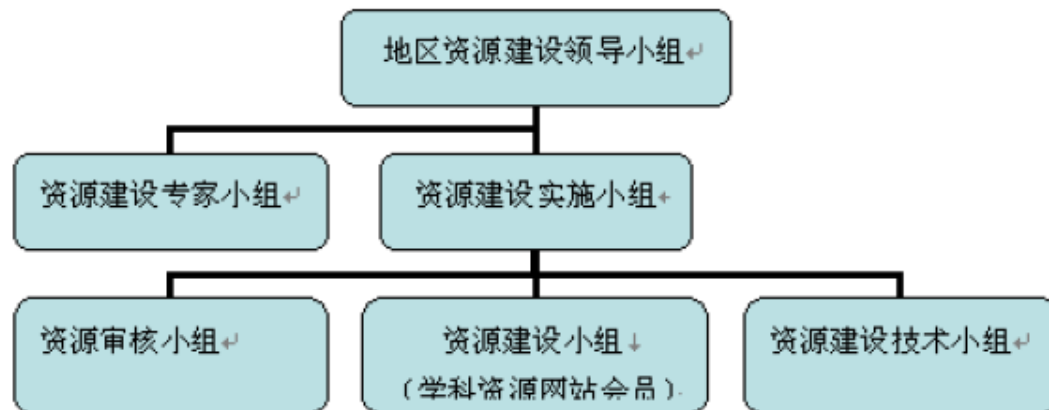 地区资源建设领导小组
资源建设专家小组
资源建设实施小组
资源审核小组
资源建设小组
（学科资源网站会员）
资源建设技术小组